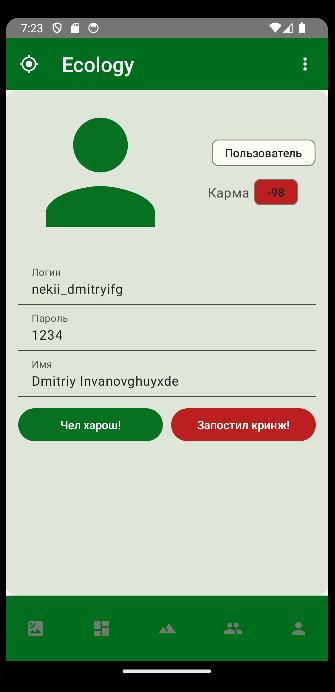 7:23
Ecology
Пользователь
Карма -98
Логин
nekii_dmitryifg
Пароль
1234
Имя
Dmitriy Invanovghuyxde
Чел харош!
Запостил кринж!